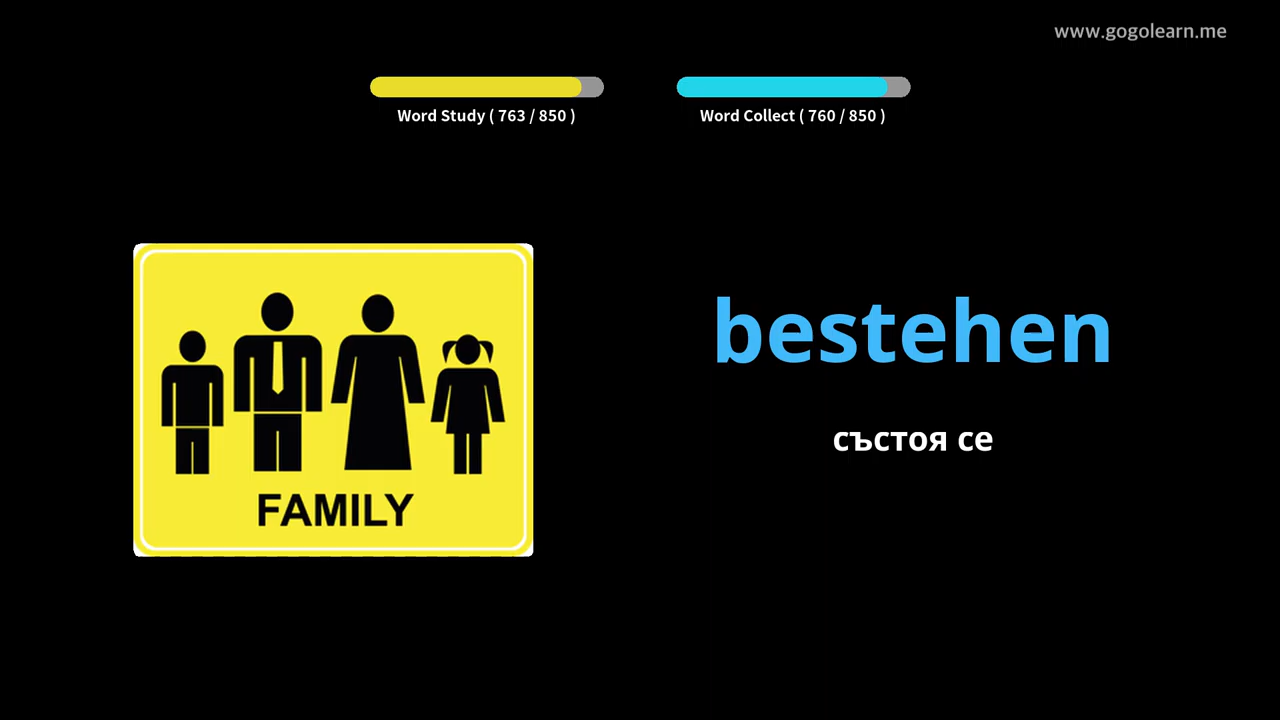 www.gogolearn.me
Word Study ( 763 / 850 )
Word Collect ( 760 / 850 )
bestehen
състоя се
FAMILY